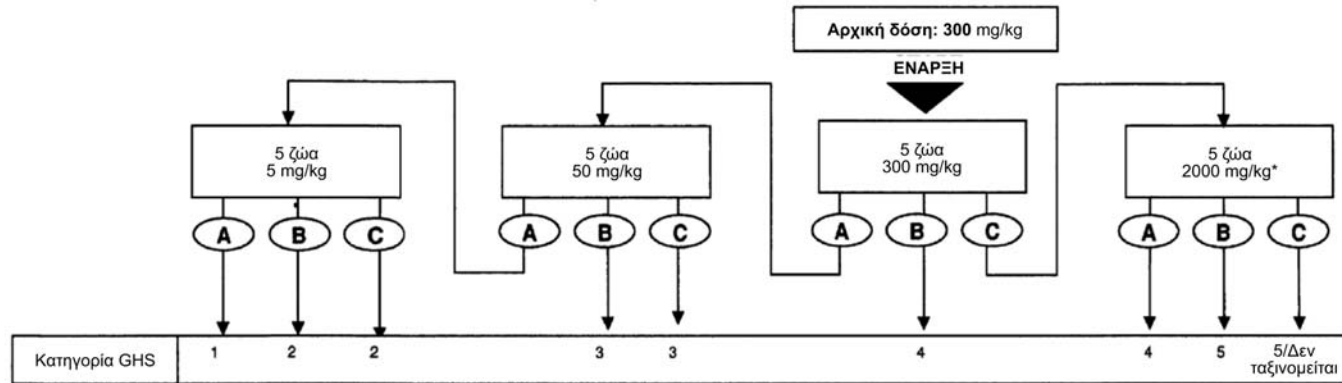 Αρχική δόση: 300 mg/kg
ΕΝΑΡΞΗ
5 ζώα
5 mg/kg
5 ζώα
50 mg/kg
5 ζώα
300 mg/kg
5 ζώα
2000 mg/kg*
A B C A B C A B C A B C
Κατηγορία GHS 1 2 2 3 3 4 4 5 5/Δεν
ταξινομείται